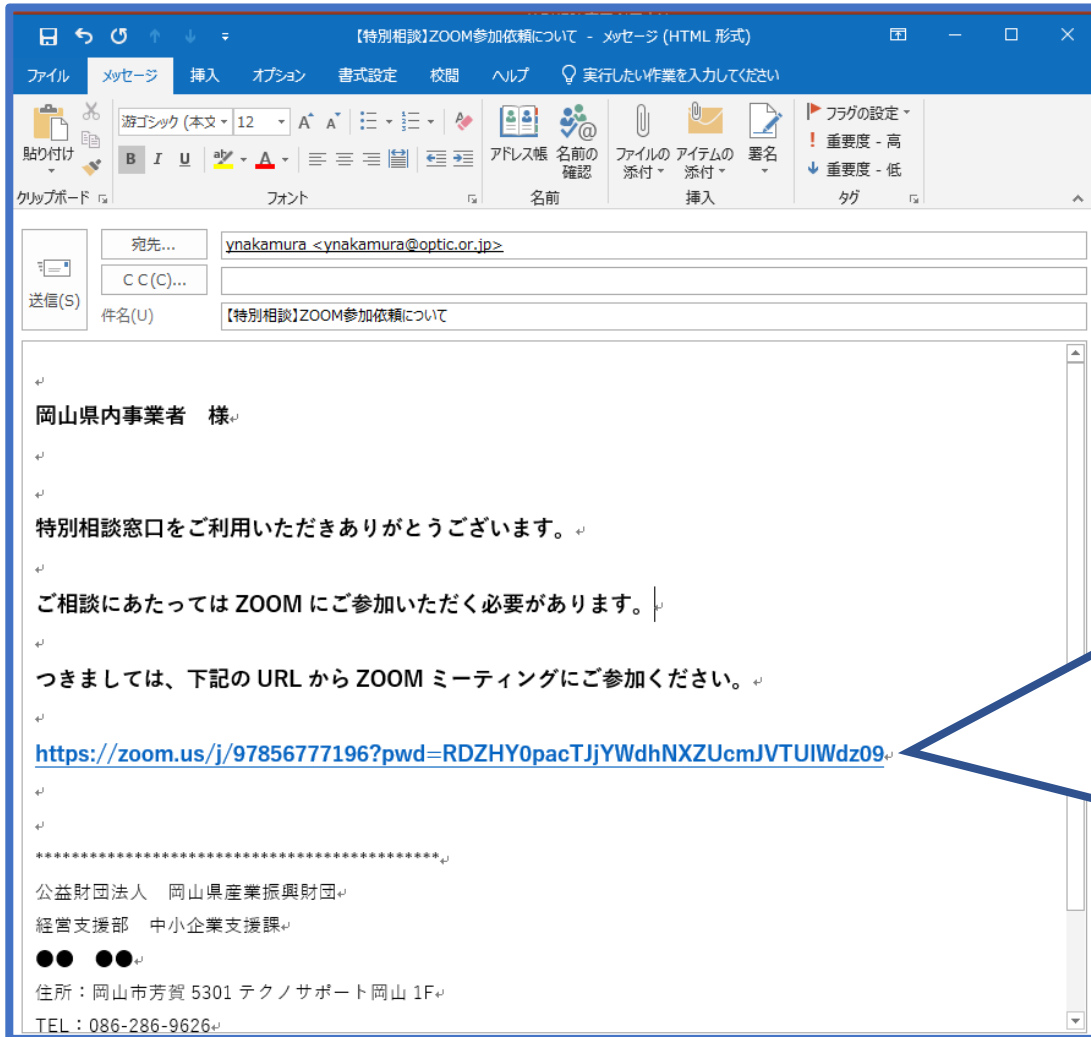 【特別相談】ZOOM参加依頼について - メッセージ (HTML 形式)
ファイル メッセージ 挿入 オプション 書式設定 校閲 ヘルプ 実行したい作業を入力してください
游ゴシック (本文 12
貼り付け
B I U
アドレス帳 名前の確認
ファイルの添付 アイテムの添付 署名
フラグの設定
! 重要度 - 高
重要度 - 低
クリップボード フォント 名前 挿入 タグ
送信(S)
宛先... ynakamura <ynakamura@optic.or.jp>
C C(C)...
件名(U) 【特別相談】ZOOM参加依頼について
岡山県内事業者 様
特別相談窓口をご利用いただきありがとうございます。
ご相談にあたっては ZOOM にご参加いただく必要があります。
つきましては、下記の URL から ZOOM ミーティングにご参加ください。
https://zoom.us/j/97856777196?pwd=RDZHY0pacTJjYWdhNXZUcmJVTUlWdz09
*********************************************
公益財団法人 岡山県産業振興財団
経営支援部 中小企業支援課
●● ●●
住所：岡山市芳賀 5301 テクノサポート岡山 1F
TEL：086-286-9626